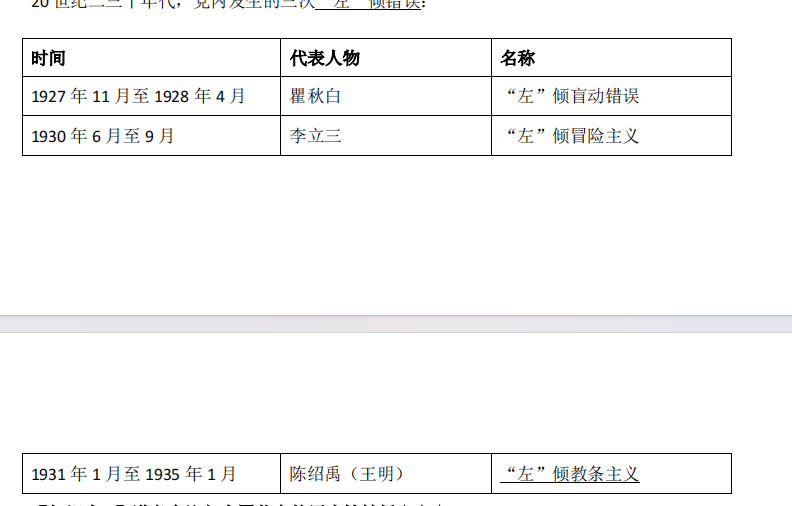 20 世纪二三十年代，党内发生的三次“左”倾错误：
时间 代表人物 名称
1927 年 11 月至 1928 年 4 月 瞿秋白 “左”倾盲动错误
1930 年 6 月至 9 月 李立三 “左”倾冒险主义
1931 年 1 月至 1935 年 1 月 陈绍禹（王明） “左”倾教条主义